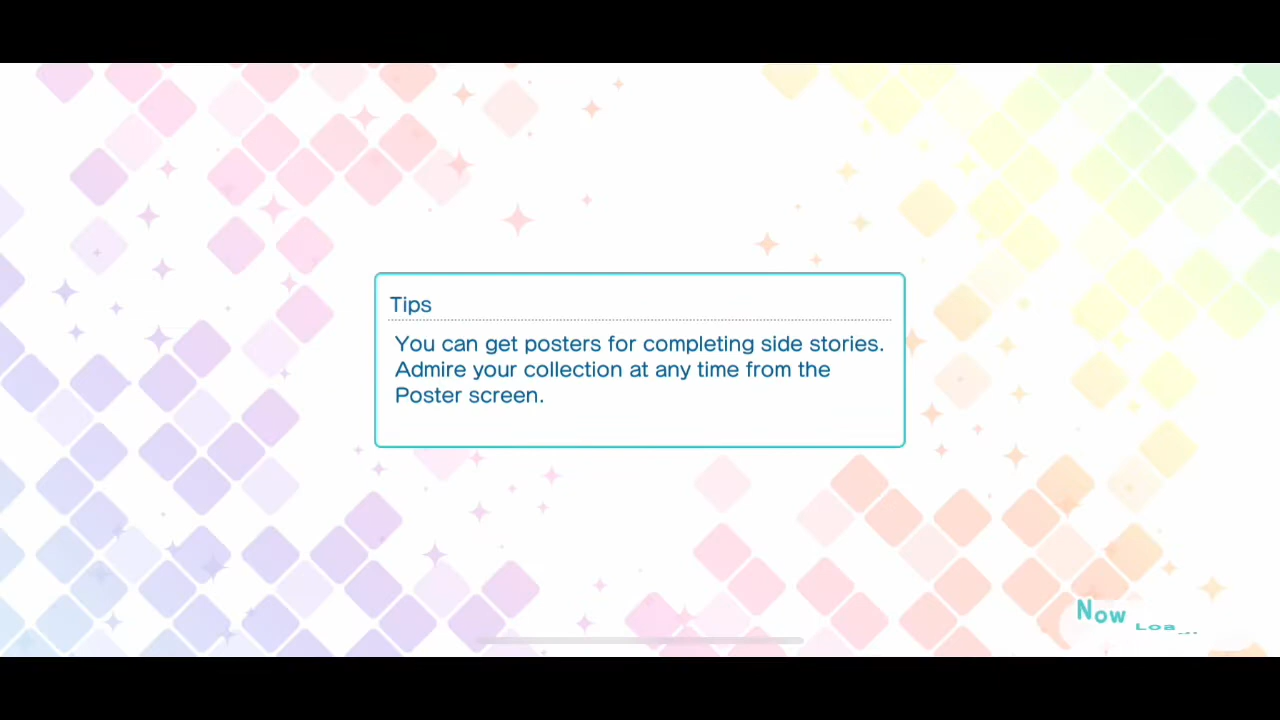 Tips
You can get posters for completing side stories.
Admire your collection at any time from the
Poster screen.
Now Loa